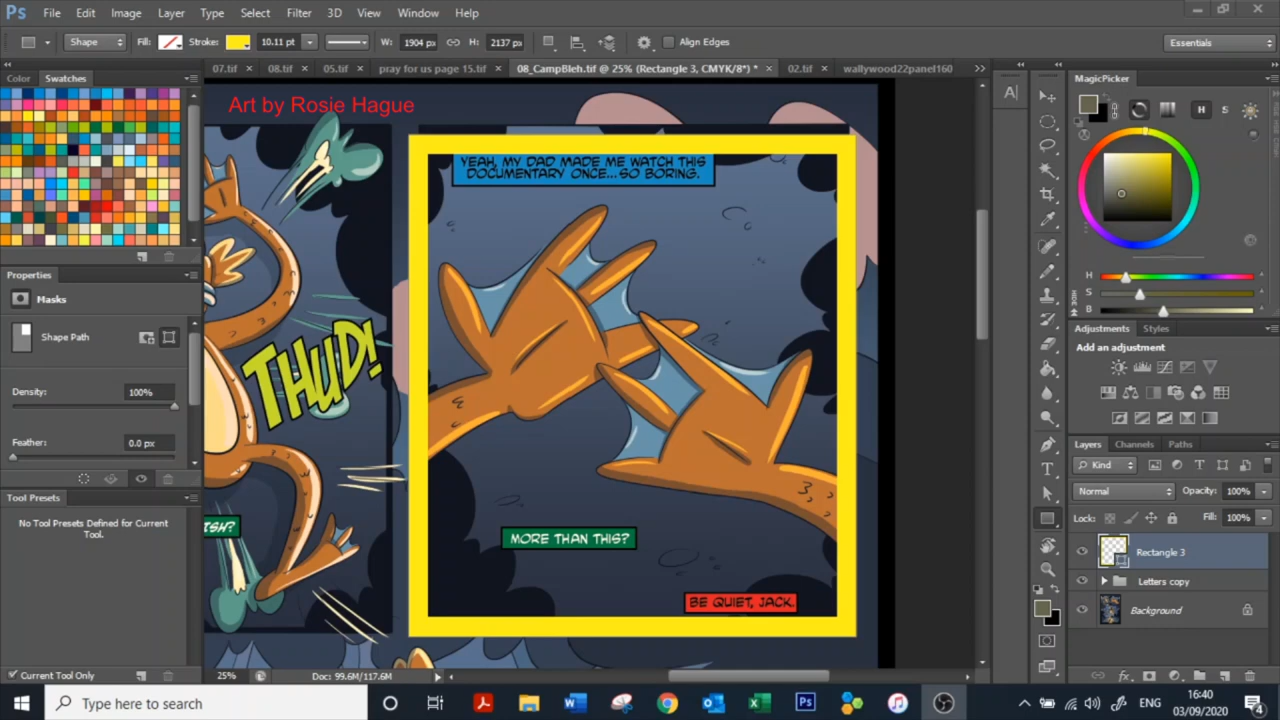 Ps File Edit Image Layer Type Select Filter 3D View Window Help
Shape Fill: Stroke: 10.11 pt W: 1904 px H: 2137 px Align Edges Essentials
07.tif × 08.tif × 05.tif × pray for us page 15.tif × 08_CampBleh.tif @ 25% (Rectangle 3, CMYK/8*) * × 02.tif × wallywood22panel160
Color Swatches
MagicPicker
Art by Rosie Hague
H S
YEAH, MY DAD MADE ME WATCH THIS
DOCUMENTARY ONCE...SO BORING.
THUD!
ISH?
MORE THAN THIS?
BE QUIET, JACK.
Properties
Masks
Shape Path
Density: 100%
Feather: 0.0 px
Tool Presets
No Tool Presets Defined for Current
Tool.
Current Tool Only
25% Doc: 99.6M/117.6M
A
H
S
B
Adjustments Styles
Add an adjustment
Layers Channels Paths
Kind
Normal Opacity: 100%
Lock: Fill: 100%
Rectangle 3
Letters copy
Background
Type here to search
ENG
16:40
03/09/2020
4